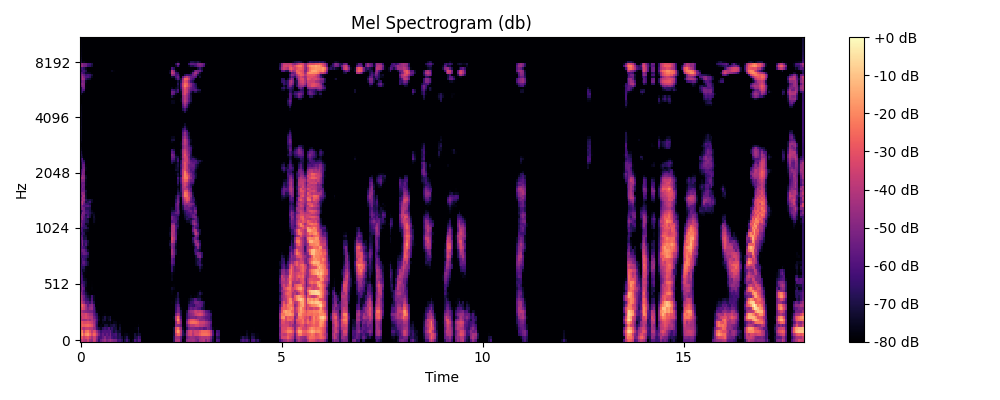 Mel Spectrogram (db)
8192
4096
2048
1024
512
0
Hz
0 5 10 15
Time
+0 dB
-10 dB
-20 dB
-30 dB
-40 dB
-50 dB
-60 dB
-70 dB
-80 dB